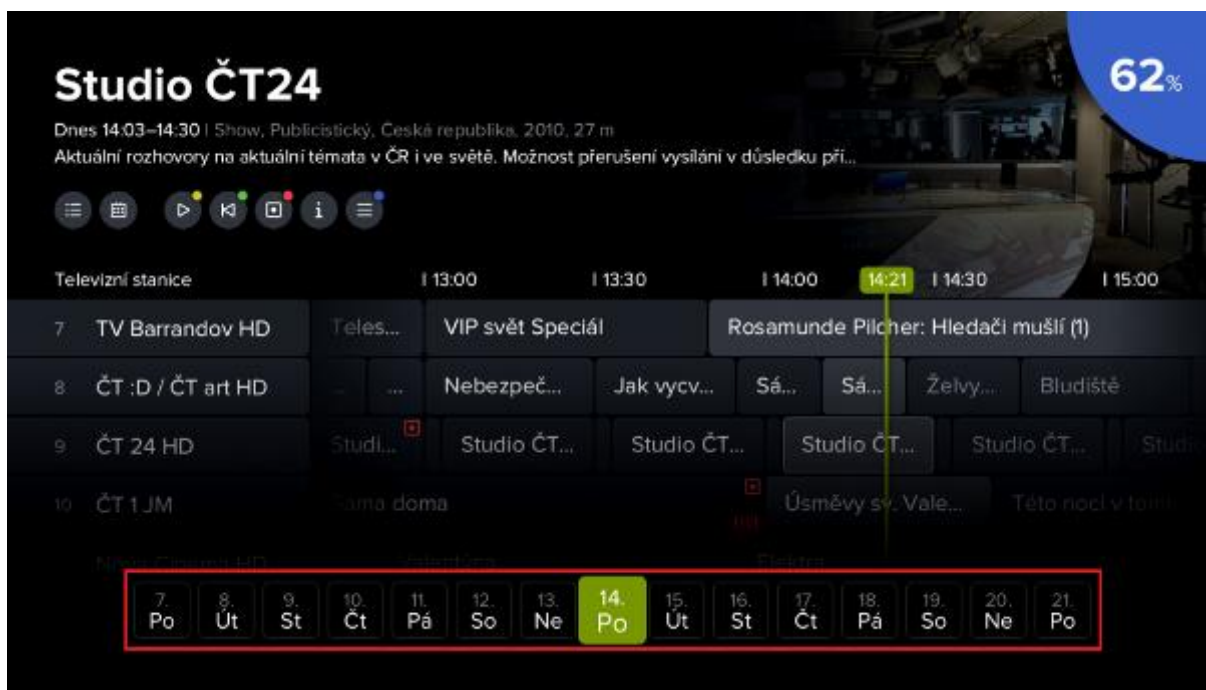 Studio ČT24
62%
Dnes 14:03–14:30 | Show, Publicistický, Česká republika, 2010, 27 m
Aktuální rozhovory na aktuální témata v ČR i ve světě. Možnost přerušení vysílání v důsledku pří...
Televizní stanice | 13:00 | 13:30 | 14:00 14:21 | 14:30 | 15:00
7 TV Barrandov HD Teles... VIP svět Speciál Rosamunde Pilcher: Hledači mušlí (1)
8 ČT :D / ČT art HD ... ... Nebezpeč... Jak vycv... Sá... Sá... Želvy... Bludiště
9 ČT 24 HD Studi... Studio ČT... Studio ČT... Studio ČT... Studio ČT... Studi
10 ČT 1 JM Sama doma Úsměvy sv. Vale... Této noci v
7. 8. 9. 10. 11. 12. 13. 14. 15. 16. 17. 18. 19. 20. 21.
Po Út St Čt Pá So Ne Po Út St Čt Pá So Ne Po